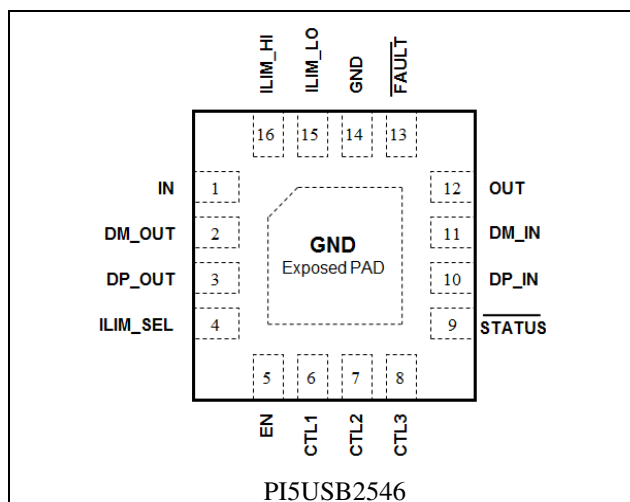 ILIM_HI
ILIM_LO
GND
FAULT
16
15
14
13
IN
1
12
OUT
DM_OUT
2
11
DM_IN
GND
Exposed PAD
DP_OUT
3
10
DP_IN
ILIM_SEL
4
9
STATUS
5
6
7
8
EN
CTL1
CTL2
CTL3
PI5USB2546